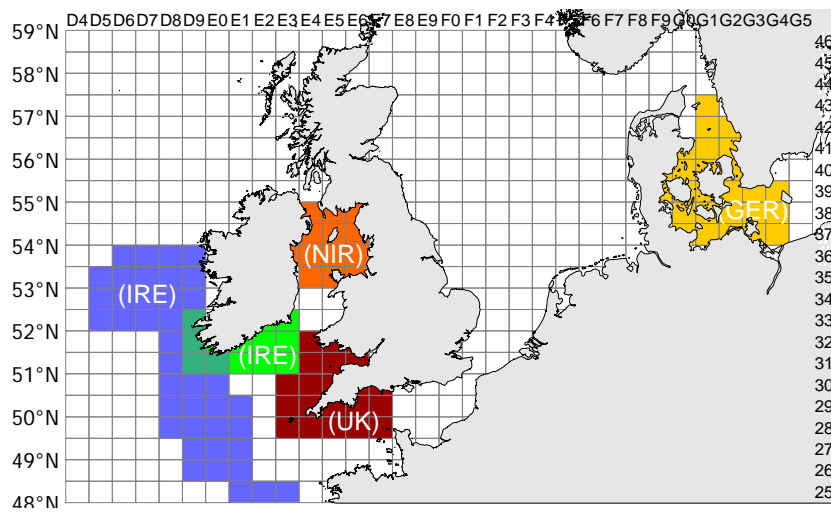 D4 D5 D6 D7 D8 D9 E0 E1 E2 E3 E4 E5 E6 E7 E8 E9 F0 F1 F2 F3 F4 F5 F6 F7 F8 F9 G0 G1 G2 G3 G4 G5
59°N
46
45
58°N
44
43
57°N
42
41
56°N
40
39
55°N
(GER)
38
37
54°N
(NIR)
36
35
53°N
(IRE)
34
33
52°N
32
(IRE)
31
51°N
30
29
50°N
(UK)
28
27
49°N
26
25
48°N